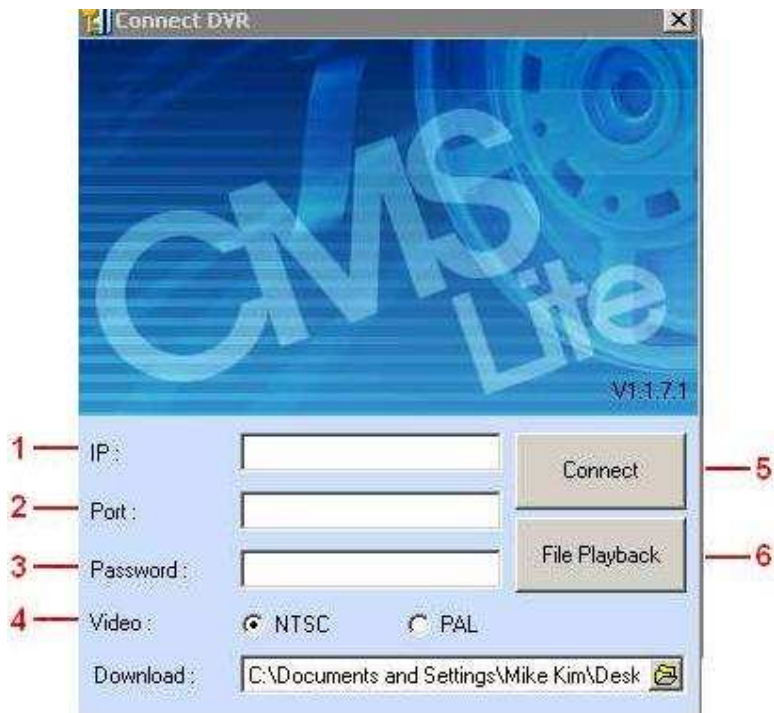 Connect DVR
CMS
Lite
V1.1.7.1
1 IP :
5 Connect
2 Port :
3 Password :
6 File Playback
4 Video : NTSC PAL
Download : C:\Documents and Settings\Mike Kim\Desk